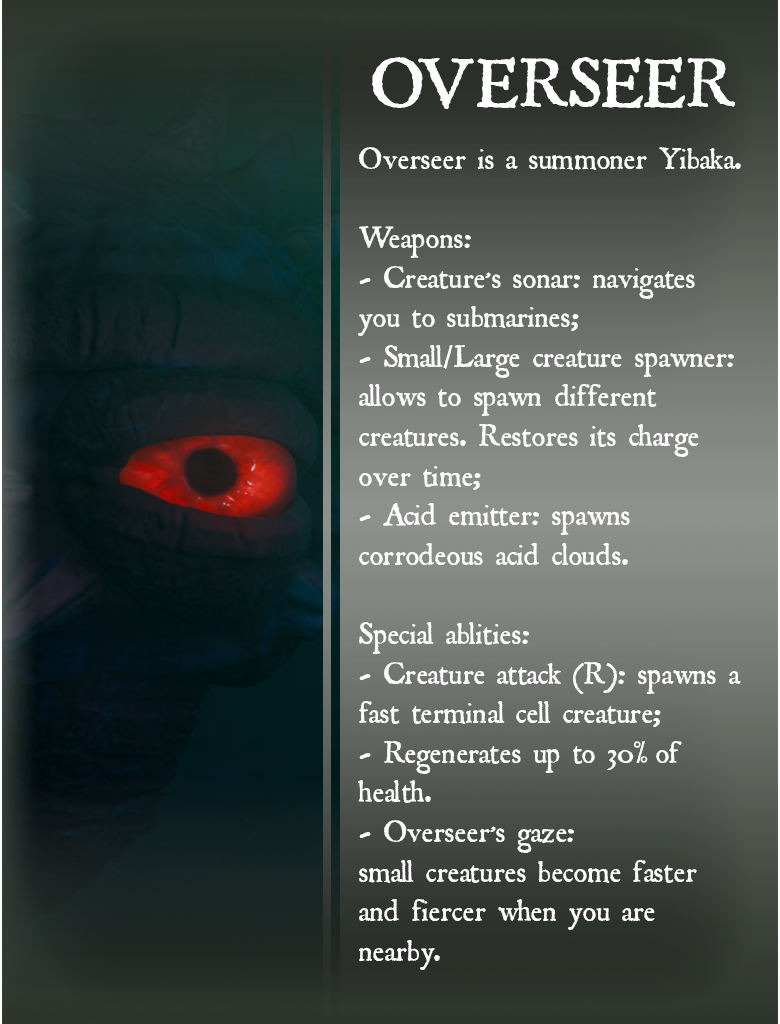 OVERSEER
Overseer is a summoner Yibaka.
Weapons:
- Creature's sonar: navigates
you to submarines;
- Small/Large creature spawner:
allows to spawn different
creatures. Restores its charge
over time;
- Acid emitter: spawns
corrodeous acid clouds.
Special ablities:
- Creature attack (R): spawns a
fast terminal cell creature;
- Regenerates up to 30% of
health.
- Overseer's gaze:
small creatures become faster
and fiercer when you are
nearby.